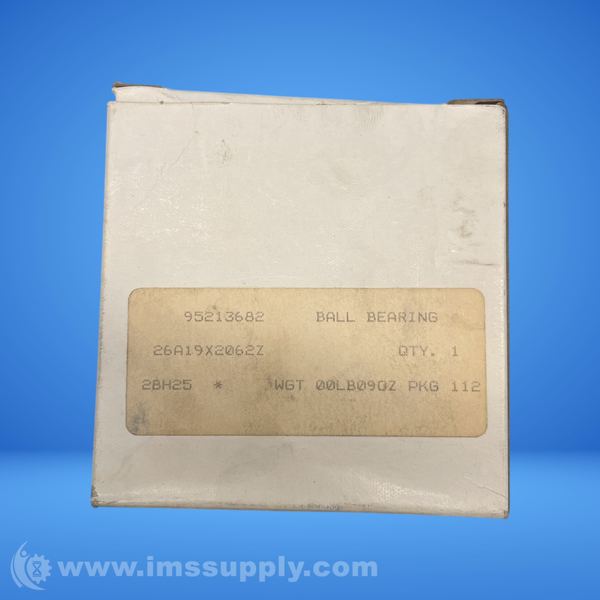 95213682 BALL BEARING
26A19X2062Z QTY. 1
2BH25 * WGT 00LB09OZ PKG 112
www.imssupply.com